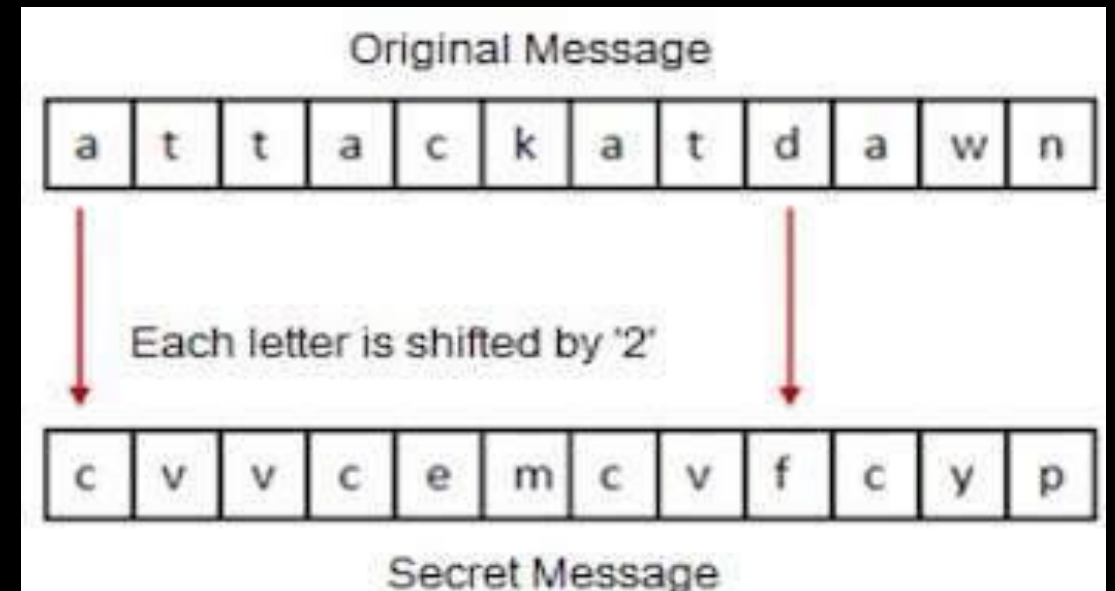 Original Message
a t t a c k a t d a w n
Each letter is shifted by '2'
c v v c e m c v f c y p
Secret Message